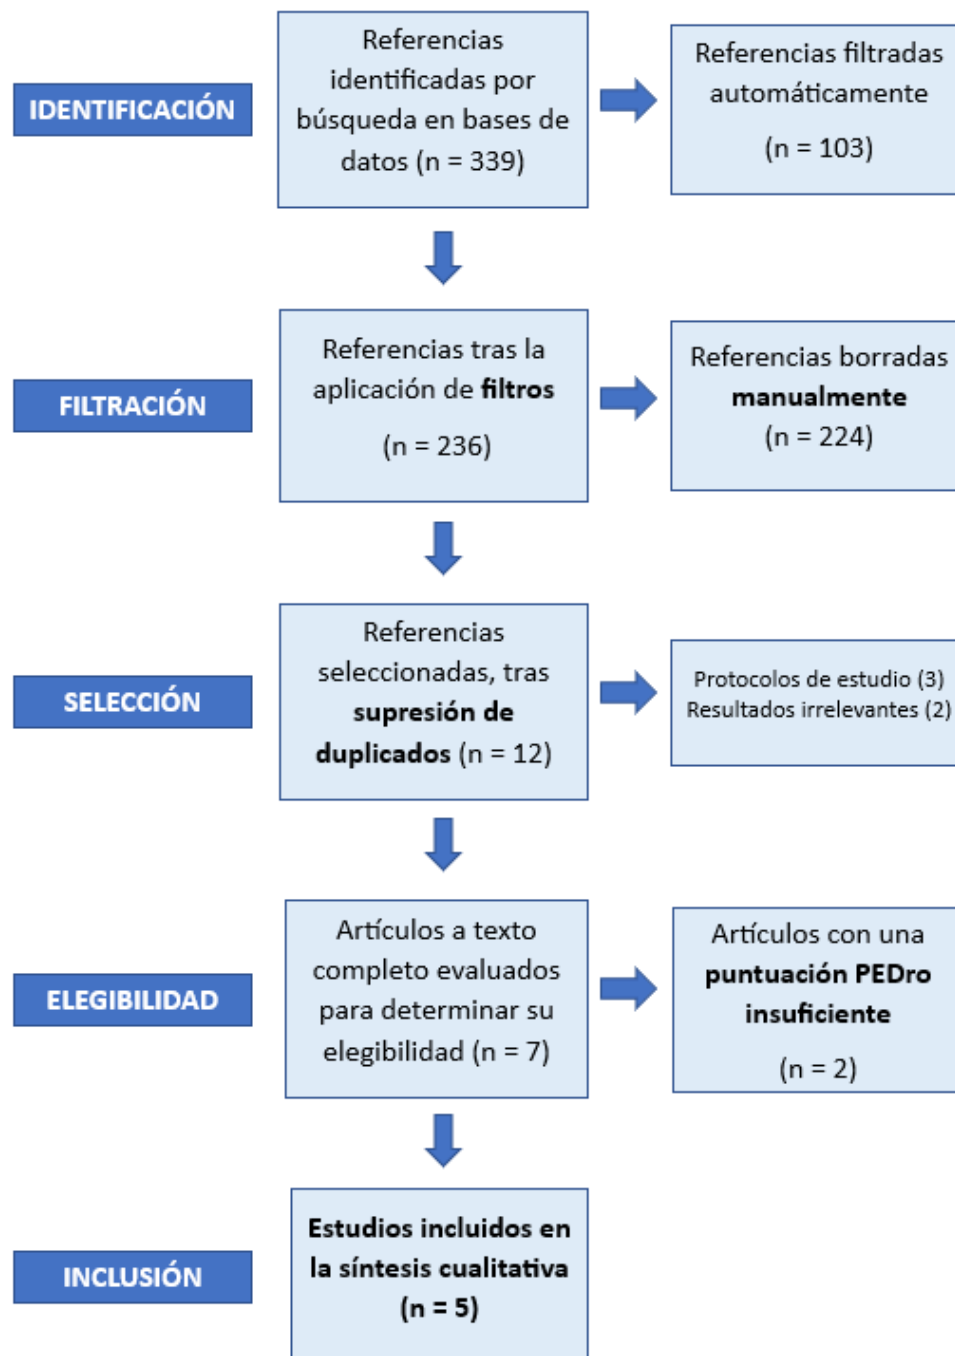 IDENTIFICACIÓN
Referencias
identificadas por
búsqueda en bases de
datos (n = 339)
Referencias filtradas
automáticamente
(n = 103)
FILTRACIÓN
Referencias tras la
aplicación de filtros
(n = 236)
Referencias borradas
manualmente
(n = 224)
SELECCIÓN
Referencias
seleccionadas, tras
supresión de
duplicados (n = 12)
Protocolos de estudio (3)
Resultados irrelevantes (2)
ELEGIBILIDAD
Artículos a texto
completo evaluados
para determinar su
elegibilidad (n = 7)
Artículos con una
puntuación PEDro
insuficiente
(n = 2)
INCLUSIÓN
Estudios incluidos en
la síntesis cualitativa
(n = 5)